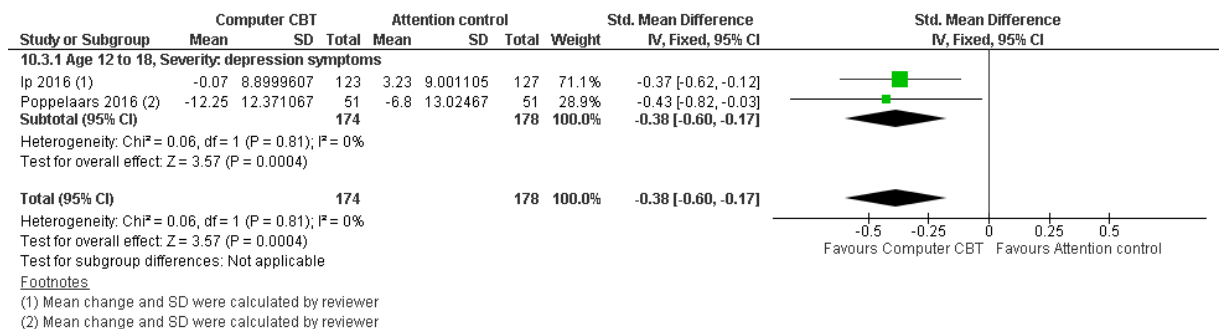 Computer CBT Attention control Std. Mean Difference Std. Mean Difference
Study or Subgroup Mean SD Total Mean SD Total Weight IV, Fixed, 95% CI IV, Fixed, 95% CI
10.3.1 Age 12 to 18, Severity: depression symptoms
Ip 2016 (1) -0.07 8.8999607 123 3.23 9.001105 127 71.1% -0.37 [-0.62, -0.12]
Poppelaars 2016 (2) -12.25 12.371067 51 -6.8 13.02467 51 28.9% -0.43 [-0.82, -0.03]
Subtotal (95% CI) 174 178 100.0% -0.38 [-0.60, -0.17]
Heterogeneity: Chi² = 0.06, df = 1 (P = 0.81); I² = 0%
Test for overall effect: Z = 3.57 (P = 0.0004)
Total (95% CI) 174 178 100.0% -0.38 [-0.60, -0.17]
Heterogeneity: Chi² = 0.06, df = 1 (P = 0.81); I² = 0%
Test for overall effect: Z = 3.57 (P = 0.0004)
Test for subgroup differences: Not applicable
-0.5 -0.25 0 0.25 0.5
Favours Computer CBT Favours Attention control
Footnotes
(1) Mean change and SD were calculated by reviewer
(2) Mean change and SD were calculated by reviewer